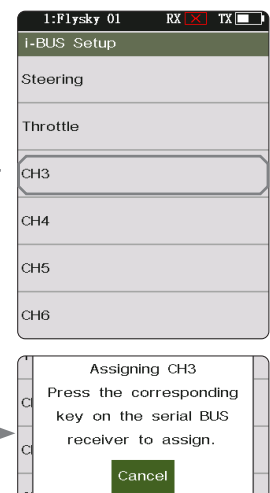 1:Flysky 01 RX TX
i-BUS Setup
Steering
Throttle
CH3
CH4
CH5
CH6
Assigning CH3
Press the corresponding
key on the serial BUS
receiver to assign.
Cancel